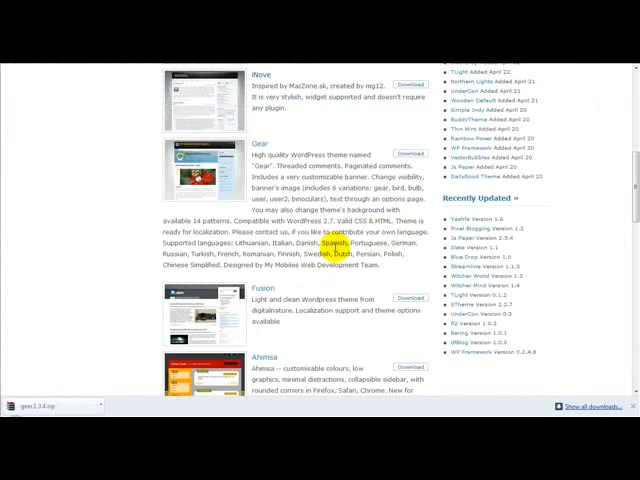 iNove
Inspired by MacZone.sk, created by mg12.
It is very stylish, widget supported and doesn't require
any plugin.
Download
Gear
High quality WordPress theme named
"Gear". Threaded comments. Paginated comments.
Includes a very customizable banner. Change visibility,
banner's image (includes 6 variations; gear, bird, bulb,
user, user2, binoculars), text through an options page.
You may also change theme's background with
available 14 patterns. Compatible with WordPress 2.7. Valid CSS & HTML. Theme is
ready for localization. Please contact us, if you like to contribute your own language.
Supported languages: Lithuanian, Italian, Danish, Spanish, Portuguese, German,
Russian, Turkish, French, Romanian, Finnish, Swedish, Dutch, Persian, Polish,
Chinese Simplified. Designed by My Mobiles Web Development Team.
Download
Fusion
Light and clean WordPress theme from
digitalnature. Localization support and theme options
available
Download
Ahimsa
Ahimsa -- customisable colours, low
graphics, minimal distractions, collapsible sidebar, with
rounded corners in Firefox, Safari, Chrome. New for
Download
TLight Added April 22
Northern Lights Added April 21
UnderCon Added April 21
Wooden Default Added April 21
Simple Indy Added April 20
BuddyTheme Added April 20
Thin Mint Added April 20
Rainbow Power Added April 20
WP Framework Added April 20
VectorBubbles Added April 20
DailyGood Theme Added April 20
Recently Updated »
Yashfa Version 1.6
Pixel Blogging Version 1.2
Ja Paper Version 2.3.4
Slate Version 1.1
Blue Drop Version 1.0
Streamline Version 1.1.3
Witcher World Version 1.2
Witcher Mind Version 1.4
TLight Version 0.1.2
STheme Version 2.2.7
UnderCon Version 0.3
P2 Version 1.0.3
Bering Version 1.0.1
dfBlog Version 1.0.0
WP Framework Version 0.2.4.8
gear.1.3.4.zip
Show all downloads...